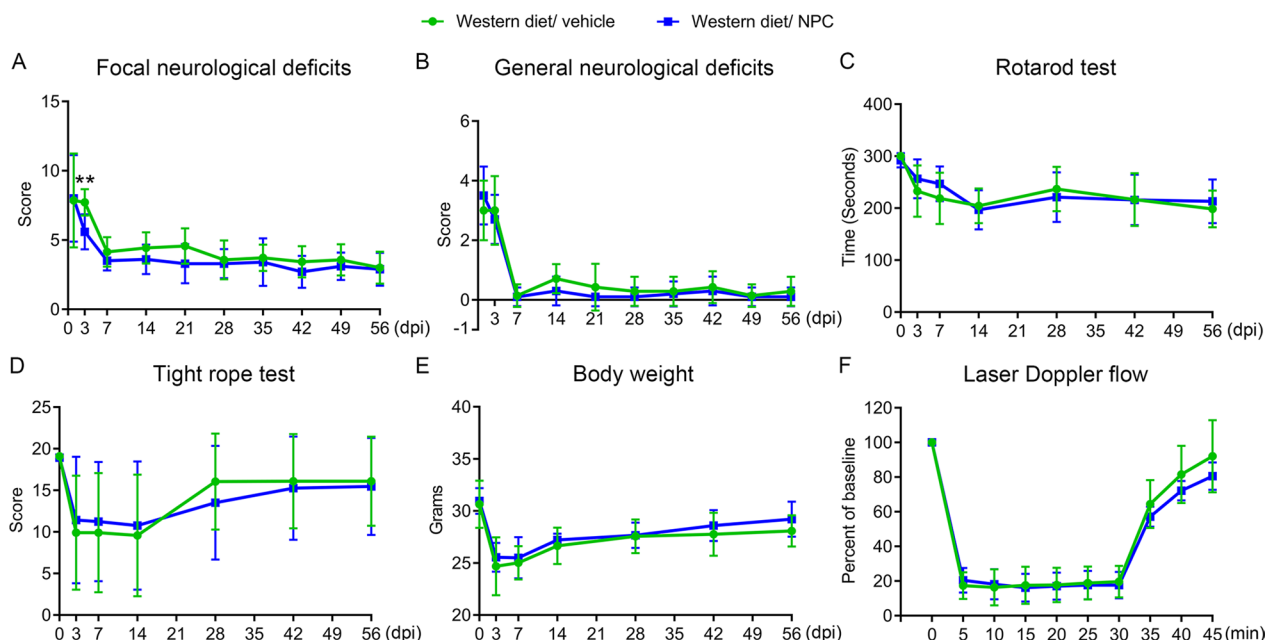 Western diet/ vehicle Western diet/ NPC
A Focal neurological deficits
15
10
5
0
Score
**
0 3 7 14 21 28 35 42 49 56 (dpi)
B General neurological deficits
6
4
2
0
-1
Score
3 7 14 21 28 35 42 49 56 (dpi)
C Rotarod test
400
300
200
100
0
Time (Seconds)
0 3 7 14 21 28 35 42 56 (dpi)
D Tight rope test
25
20
15
10
5
0
Score
0 3 7 14 21 28 35 42 56 (dpi)
E Body weight
40
35
30
25
20
Grams
0 3 7 14 21 28 35 42 56 (dpi)
F Laser Doppler flow
120
100
80
60
40
20
0
Percent of baseline
0 5 10 15 20 25 30 35 40 45 (min)